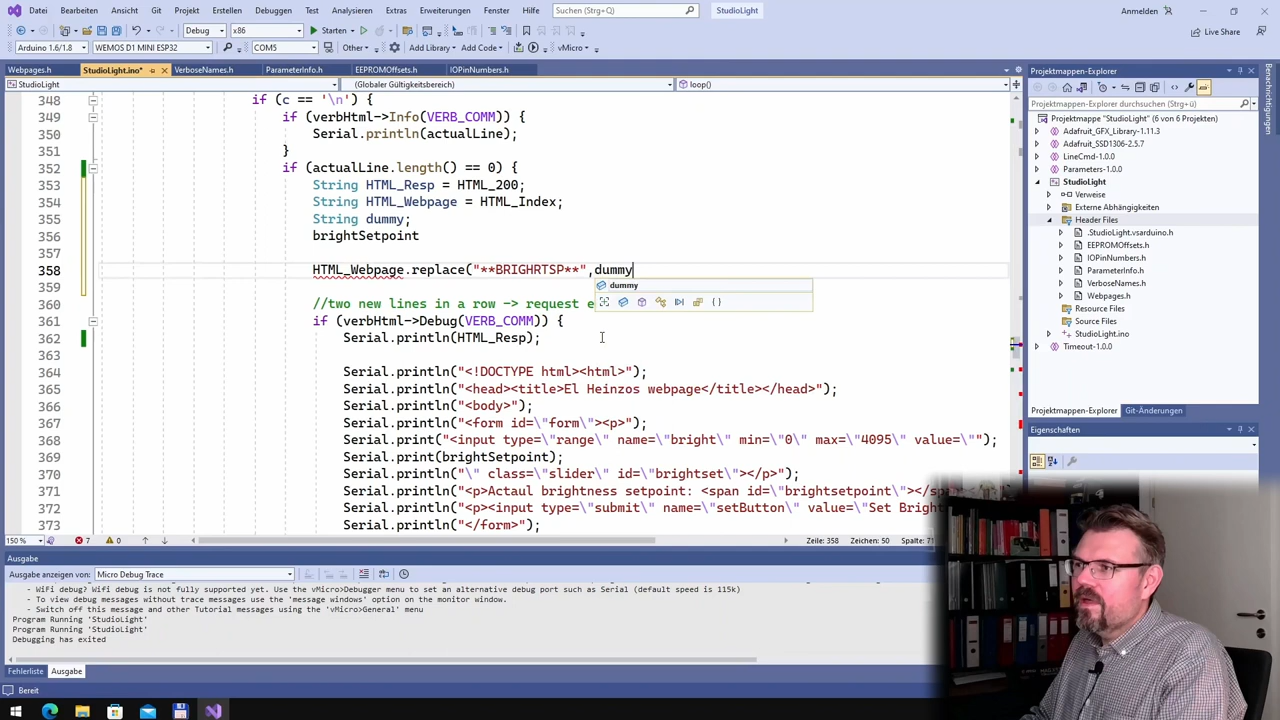 Datei Bearbeiten Ansicht Git Projekt Erstellen Debuggen Test Analysieren Extras Erweiterungen Fenster Hilfe Suchen (Strg+Q) StudioLight Anmelden
Debug x86 Starten Live Share
Arduino 1.6/1.8 WEMOS D1 MINI ESP32 COM5 Other Add Library Add Code vMicro
Webpages.h StudioLight.ino* VerboseNames.h ParameterInfo.h EEPROMOffsets.h IOPinNumbers.h
StudioLight (Globaler Gültigkeitsbereich) loop()
348 if (c == '\n') {
349 if (verbHtml->Info(VERB_COMM)) {
350 Serial.println(actualLine);
351 }
352 if (actualLine.length() == 0) {
353 String HTML_Resp = HTML_200;
354 String HTML_Webpage = HTML_Index;
355 String dummy;
356 brightSetpoint
357
358 HTML_Webpage.replace("**BRIGHRTSP**",dummy
dummy
359
360 //two new lines in a row -> request e
361 if (verbHtml->Debug(VERB_COMM)) {
362 Serial.println(HTML_Resp);
363
364 Serial.println("<!DOCTYPE html><html>");
365 Serial.println("<head><title>El Heinzos webpage</title></head>");
366 Serial.println("<body>");
367 Serial.println("<form id=\"form\"><p>");
368 Serial.print("<input type=\"range\" name=\"bright\" min=\"0\" max=\"4095\" value=\"");
369 Serial.print(brightSetpoint);
370 Serial.println("\" class=\"slider\" id=\"brightset\"></p>");
371 Serial.println("<p>Actaul brightness setpoint: <span id=\"brightsetpoint\"></
372 Serial.println("<p><input type=\"submit\" name=\"setButton\" value=\"Set Brigh
373 Serial.println("</form>");
150 % 7 0 Zeile: 358 Zeichen: 50 Spalte: 71
Ausgabe
Ausgabe anzeigen von: Micro Debug Trace
- Wifi debug? Wifi debug is not fully supported yet. Use the vMicro>Debugger menu to set an alternative debug port such as Serial (default speed is 115k)
- To view debug messages without trace messages use the 'message windows' option on the monitor window.
- Switch off this message and other Tutorial messages using the 'vMicro>General' menu
Program Running 'StudioLight'
Program Running 'StudioLight'
Debugging has exited
Fehlerliste Ausgabe
Bereit
Projektmappen-Explorer
Projektmappen-Explorer durchsuchen (Strg+ü)
Projektmappe "StudioLight" (6 von 6 Projekten)
Adafruit_GFX_Library-1.11.3
Adafruit_SSD1306-2.5.7
LineCmd-1.0.0
Parameters-1.0.0
StudioLight
Verweise
Externe Abhängigkeiten
Header Files
.StudioLight.vsarduino.h
EEPROMOffsets.h
IOPinNumbers.h
ParameterInfo.h
VerboseNames.h
Webpages.h
Resource Files
Source Files
StudioLight.ino
Timeout-1.0.0
Projektmappen-Explorer Git-Änderungen
Eigenschaften
Benachrichtigungen